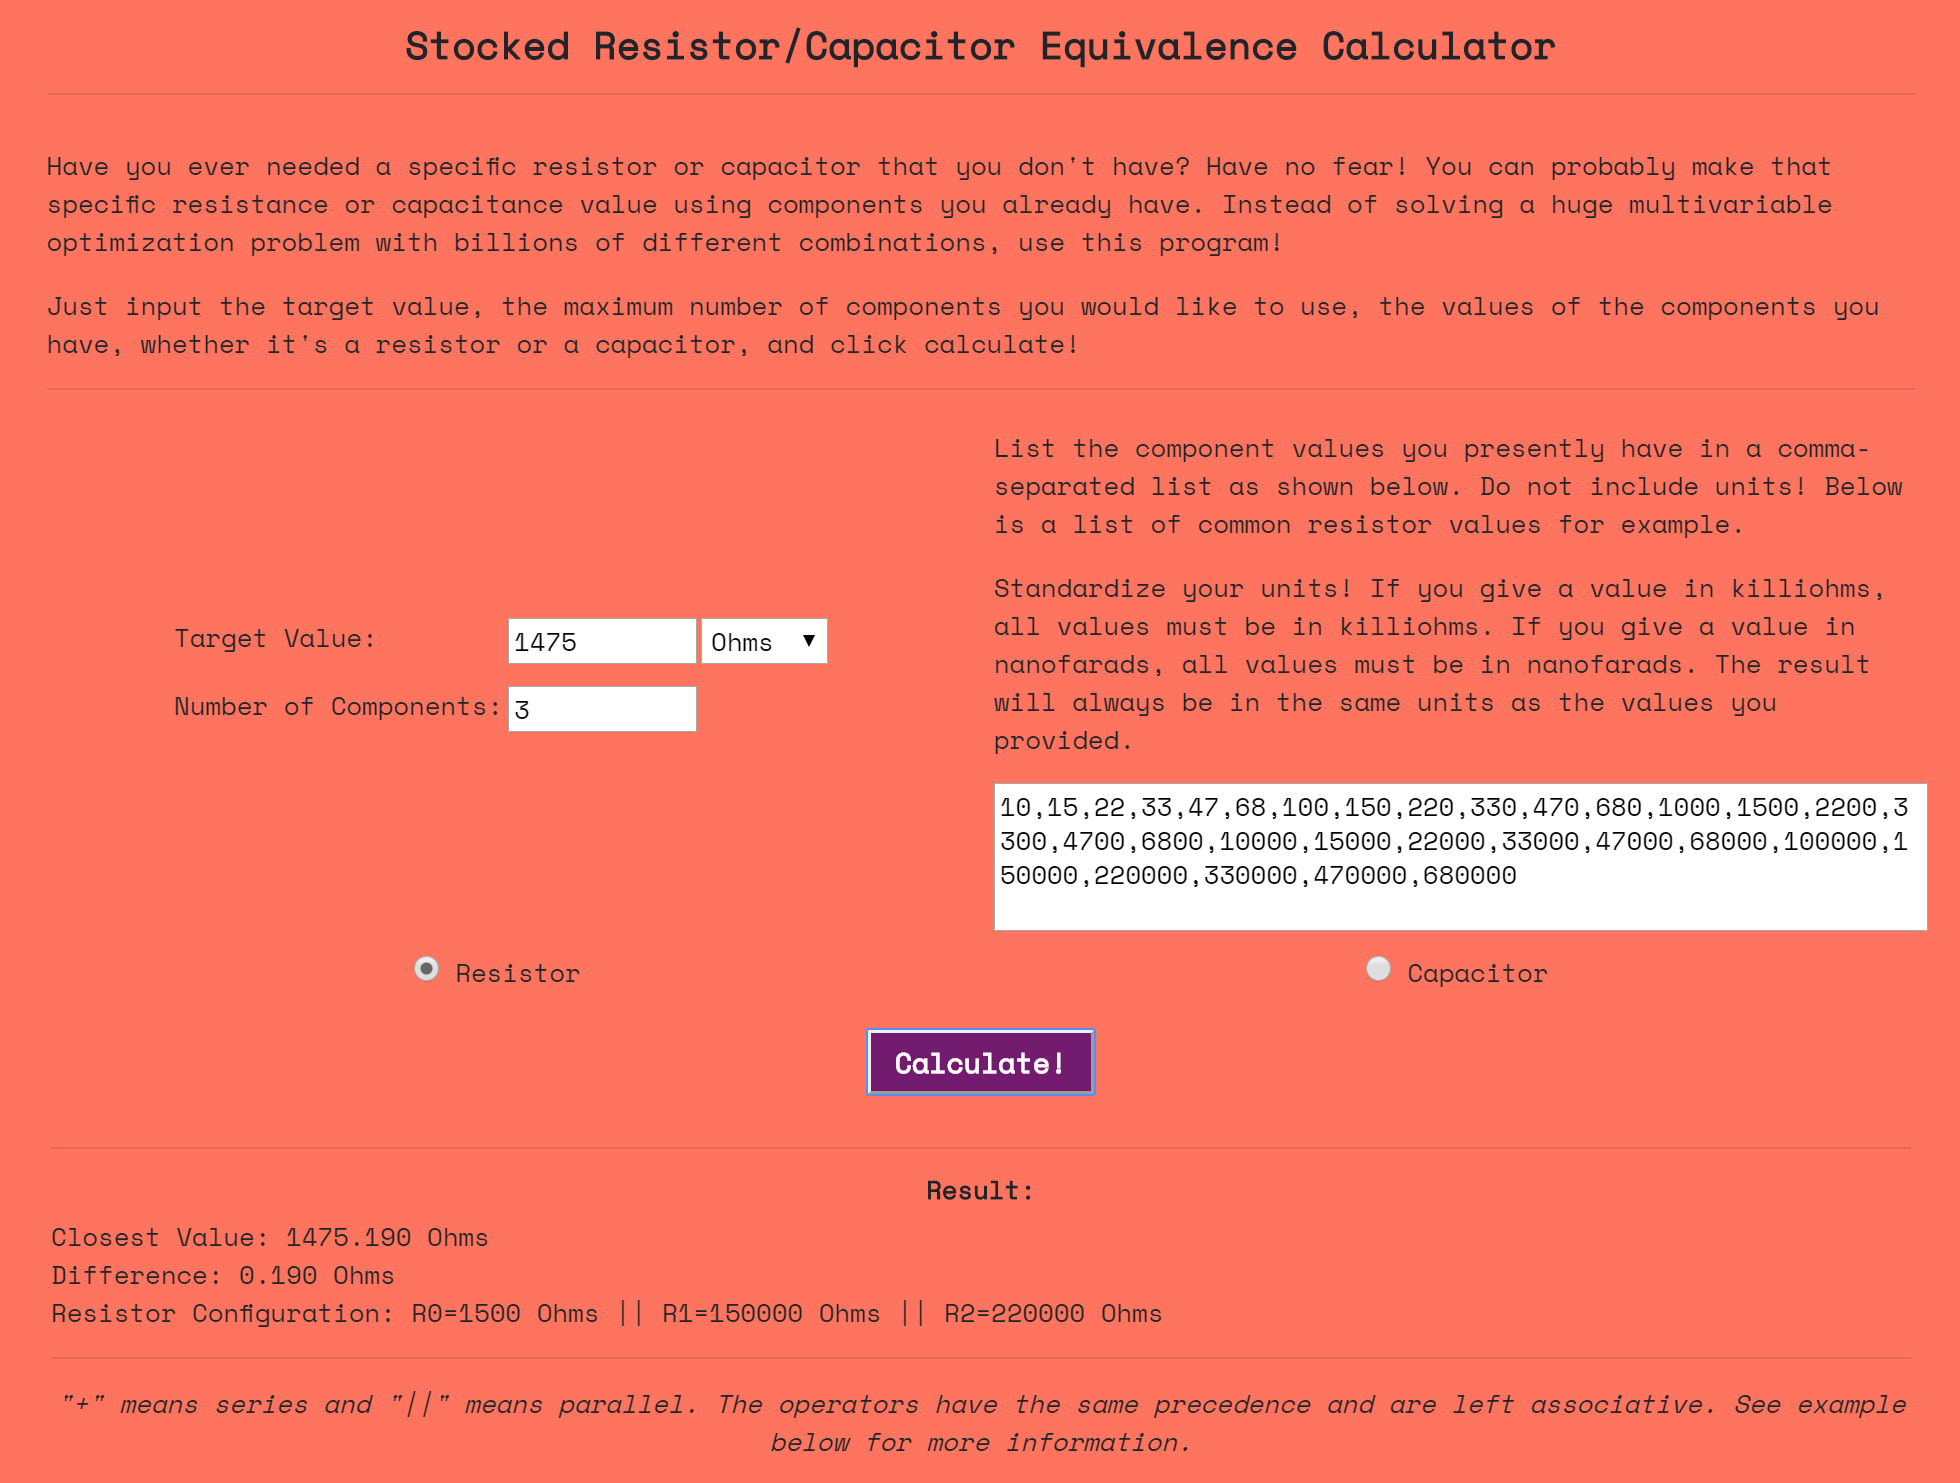 Stocked Resistor/Capacitor Equivalence Calculator
Have you ever needed a specific resistor or capacitor that you don't have? Have no fear! You can probably make that
specific resistance or capacitance value using components you already have. Instead of solving a huge multivariable
optimization problem with billions of different combinations, use this program!
Just input the target value, the maximum number of components you would like to use, the values of the components you
have, whether it's a resistor or a capacitor, and click calculate!
Target Value: 1475 Ohms ▼
Number of Components: 3
List the component values you presently have in a comma-
separated list as shown below. Do not include units! Below
is a list of common resistor values for example.
Standardize your units! If you give a value in killiohms,
all values must be in killiohms. If you give a value in
nanofarads, all values must be in nanofarads. The result
will always be in the same units as the values you
provided.
10,15,22,33,47,68,100,150,220,330,470,680,1000,1500,2200,3
300,4700,6800,10000,15000,22000,33000,47000,68000,100000,1
50000,220000,330000,470000,680000
Resistor Capacitor
Calculate!
Result:
Closest Value: 1475.190 Ohms
Difference: 0.190 Ohms
Resistor Configuration: R0=1500 Ohms || R1=150000 Ohms || R2=220000 Ohms
"+" means series and "||" means parallel. The operators have the same precedence and are left associative. See example
below for more information.